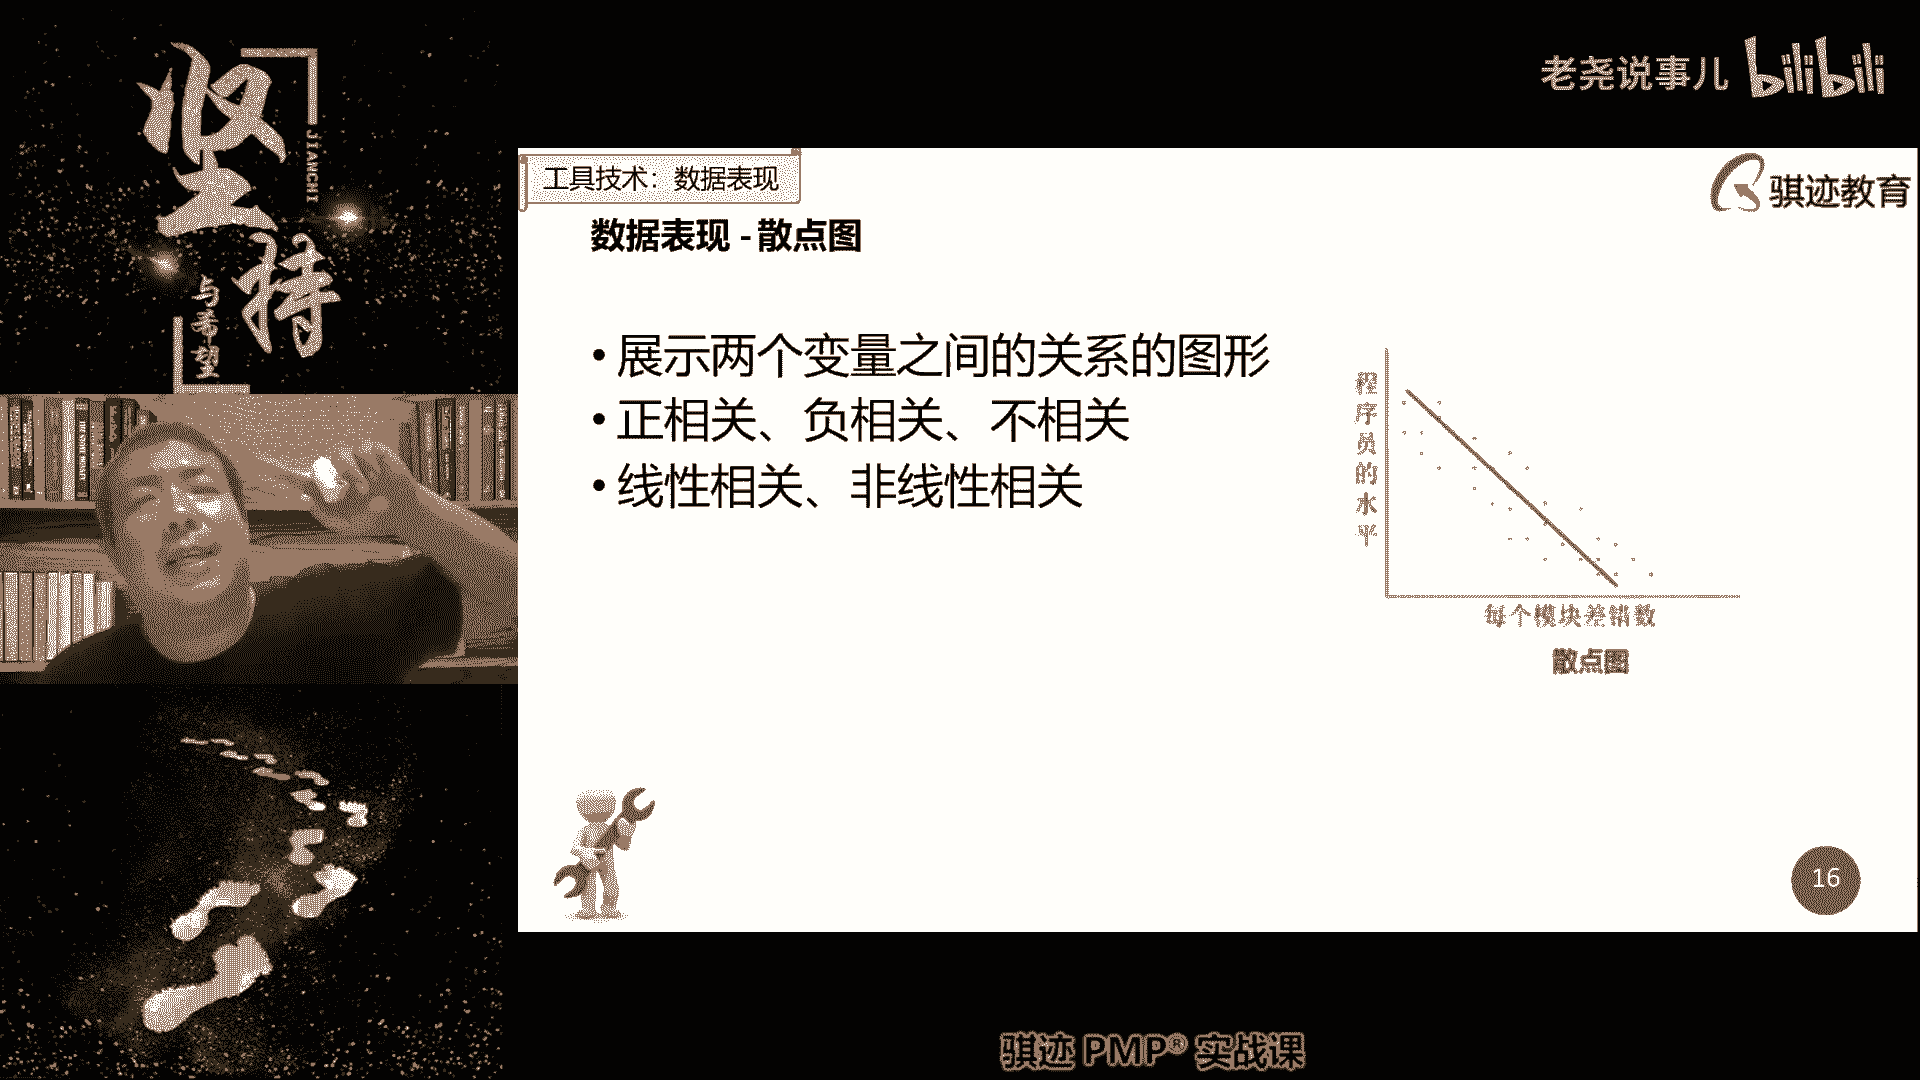 坚持
JIANCHI
与希望
老尧说事儿 bilibili
工具技术：数据表现
骐迹教育
数据表现 - 散点图
• 展示两个变量之间的关系的图形
• 正相关、负相关、不相关
• 线性相关、非线性相关
程序员的水平
每个模块差错数
散点图
16
骐迹 PMP® 实战课